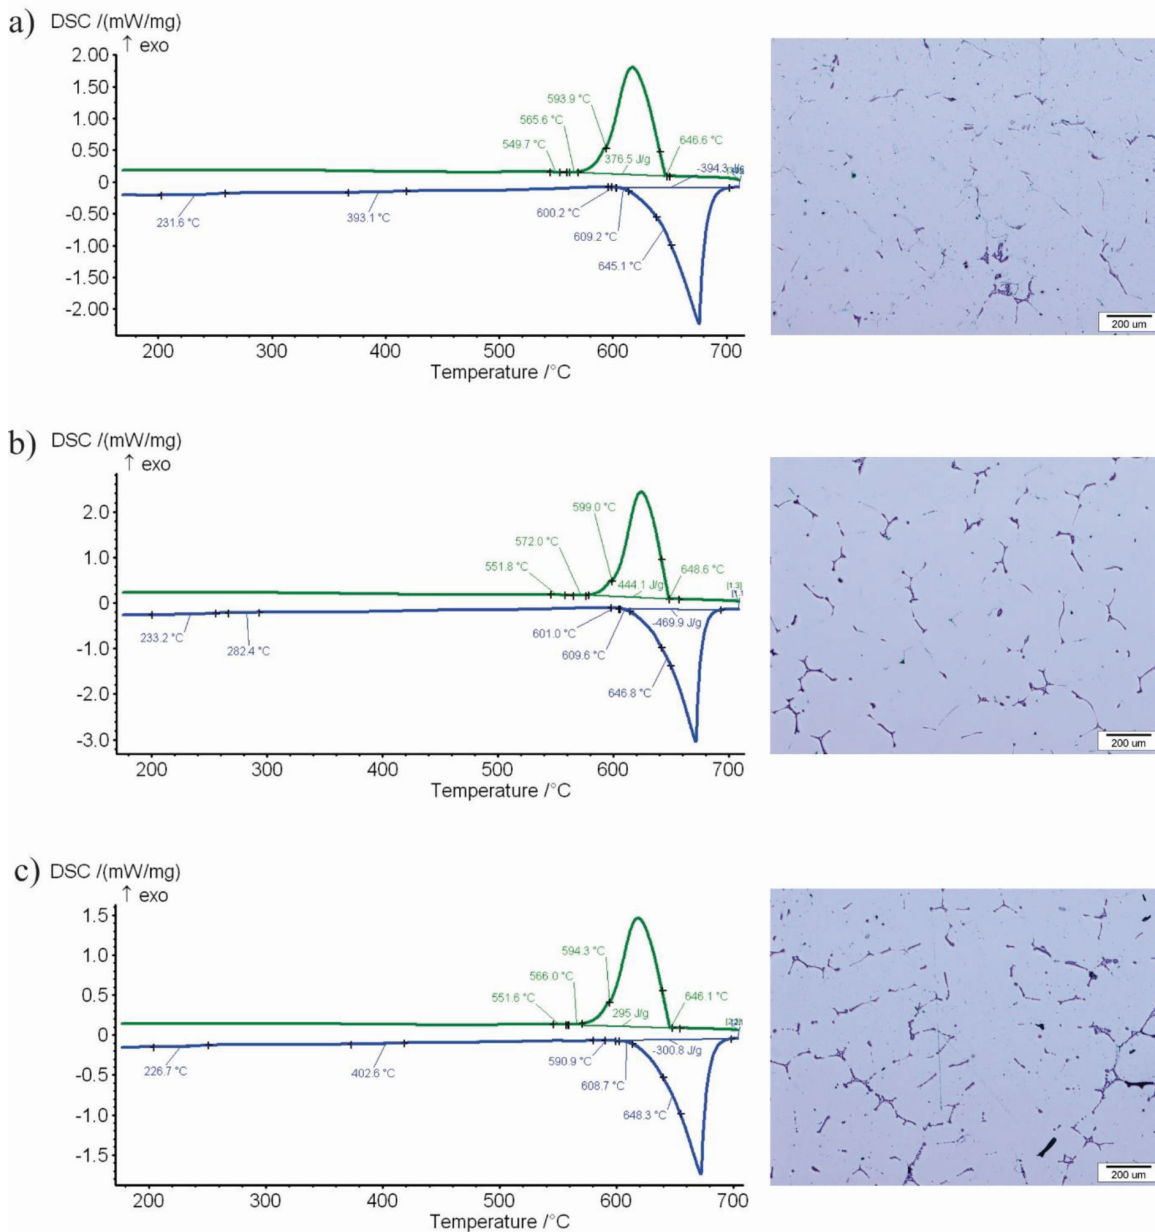 a) DSC /(mW/mg)
↑ exo
2.00
1.50
1.00
0.50
0
-0.50
-1.00
-1.50
-2.00
593.9 °C
565.6 °C
549.7 °C
646.6 °C
376.5 J/g
-394.3 J/g
231.6 °C
393.1 °C
600.2 °C
609.2 °C
645.1 °C
200 300 400 500 600 700
Temperature /°C
200 um
b) DSC /(mW/mg)
↑ exo
2.0
1.0
0
-1.0
-2.0
-3.0
599.0 °C
572.0 °C
551.8 °C
648.6 °C
444.1 J/g
[1.3]
-469.9 J/g
233.2 °C
282.4 °C
601.0 °C
609.6 °C
646.8 °C
200 300 400 500 600 700
Temperature /°C
200 um
c) DSC /(mW/mg)
↑ exo
1.5
1.0
0.5
0
-0.5
-1.0
-1.5
594.3 °C
566.0 °C
551.6 °C
646.1 °C
295 J/g
-300.8 J/g
226.7 °C
402.6 °C
590.9 °C
608.7 °C
648.3 °C
200 300 400 500 600 700
Temperature /°C
200 um